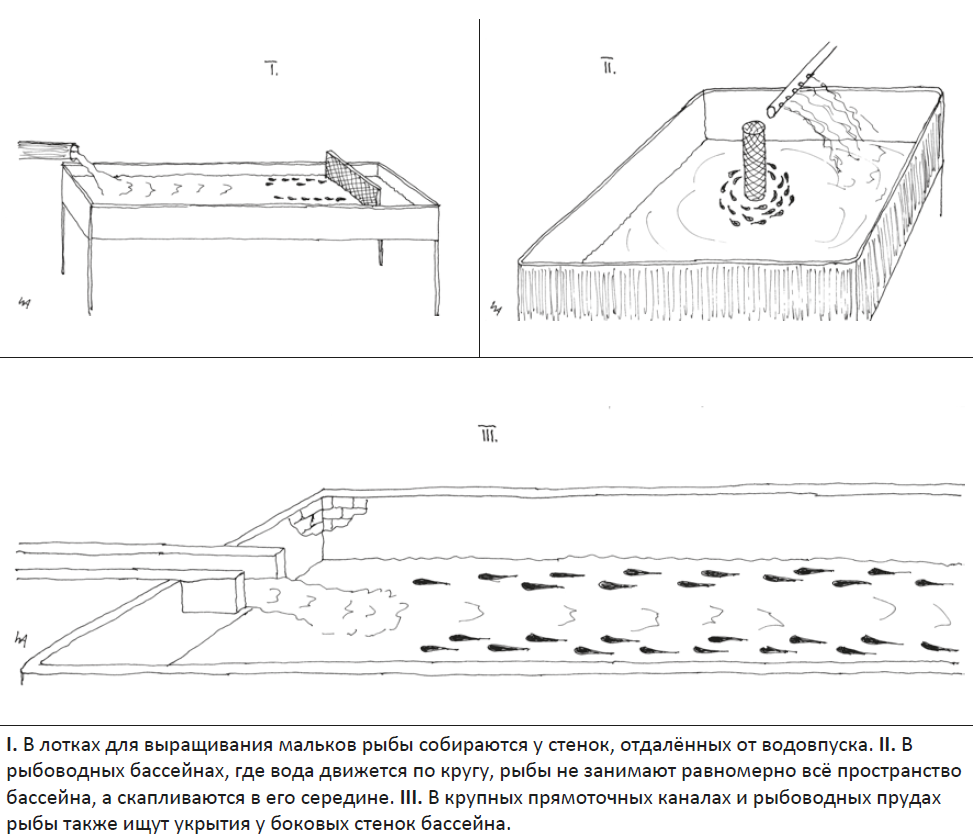 I.
II.
III.
I. В лотках для выращивания мальков рыбы собираются у стенок, отдалённых от водовпуска. II. В
рыбоводных бассейнах, где вода движется по кругу, рыбы не занимают равномерно всё пространство
бассейна, а скапливаются в его середине. III. В крупных прямоточных каналах и рыбоводных прудах
рыбы также ищут укрытия у боковых стенок бассейна.